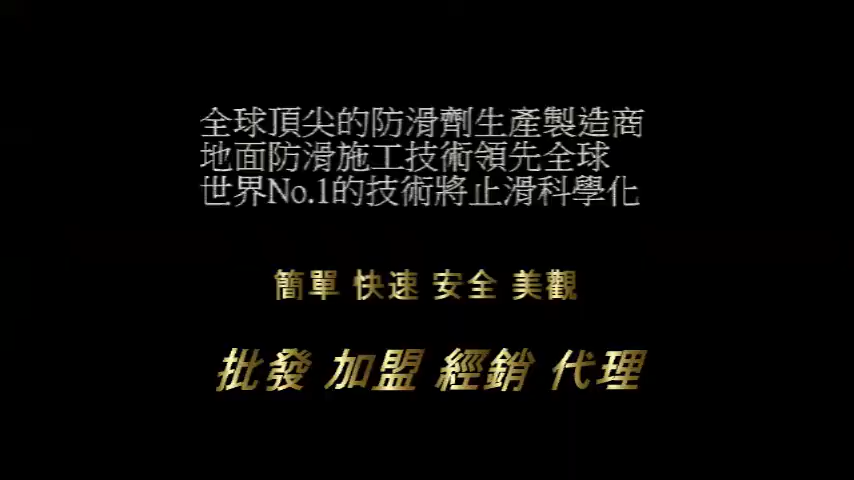 全球頂尖的防滑劑生產製造商
地面防滑施工技術領先全球
世界No.1的技術將止滑科學化
簡單 快速 安全 美觀
批發 加盟 經銷 代理